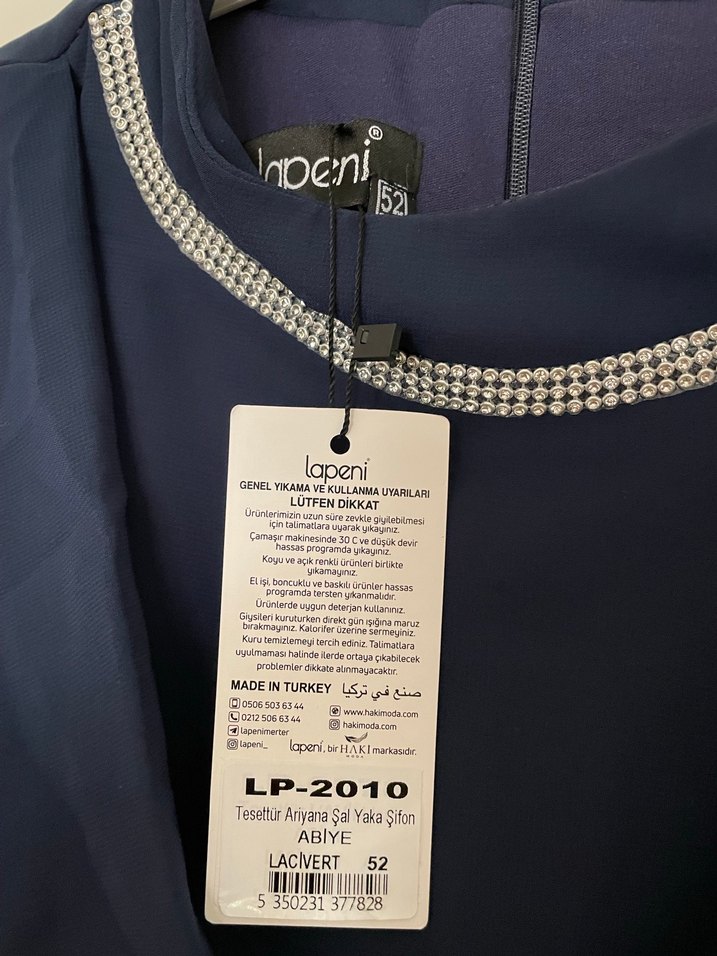 lapeni®
52
lapeni
GENEL YIKAMA VE KULLANMA UYARILARI
LÜTFEN DİKKAT
Ürünlerimizin uzun süre zevkle giyilebilmesi
için talimatlara uyarak yıkayınız.
Çamaşır makinesinde 30 C ve düşük devir
hassas programda yıkayınız.
Koyu ve açık renkli ürünleri birlikte
yıkamayınız.
El işi, boncuklu ve baskılı ürünler hassas
programda tersten yıkanmalıdır.
Ürünlerde uygun deterjan kullanınız.
Giysileri kuruturken direkt gün ışığına maruz
bırakmayınız. Kalorifer üzerine sermeyiniz.
Kuru temizlemeyi tercih ediniz. Talimatlara
uyulmaması halinde ilerde ortaya çıkabilecek
problemler dikkate alınmayacaktır.
MADE IN TURKEY صنع في تركيا
0506 503 63 44
www.hakimoda.com
0212 506 63 44
hakimoda.com
lapenimerter
lapeni_
lapeni, bir HAKI MODA markasıdır.
LP-2010
Tesettür Ariyana Şal Yaka Şifon
ABİYE
LACİVERT 52
5 350231 377828